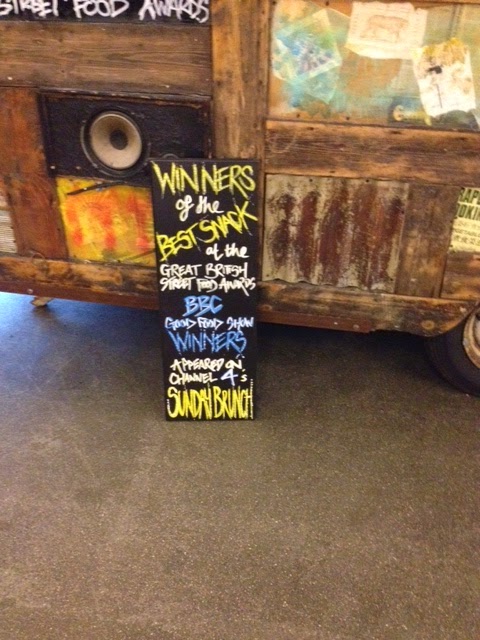 STREET FOOD AWARDS
WINNERS
of the
BEST SNACK
at the
GREAT BRITISH
STREET FOOD AWARDS
BBC
GOOD FOOD SHOW
WINNERS
APPEARED ON
CHANNEL 4s
SUNDAY BRUNCH